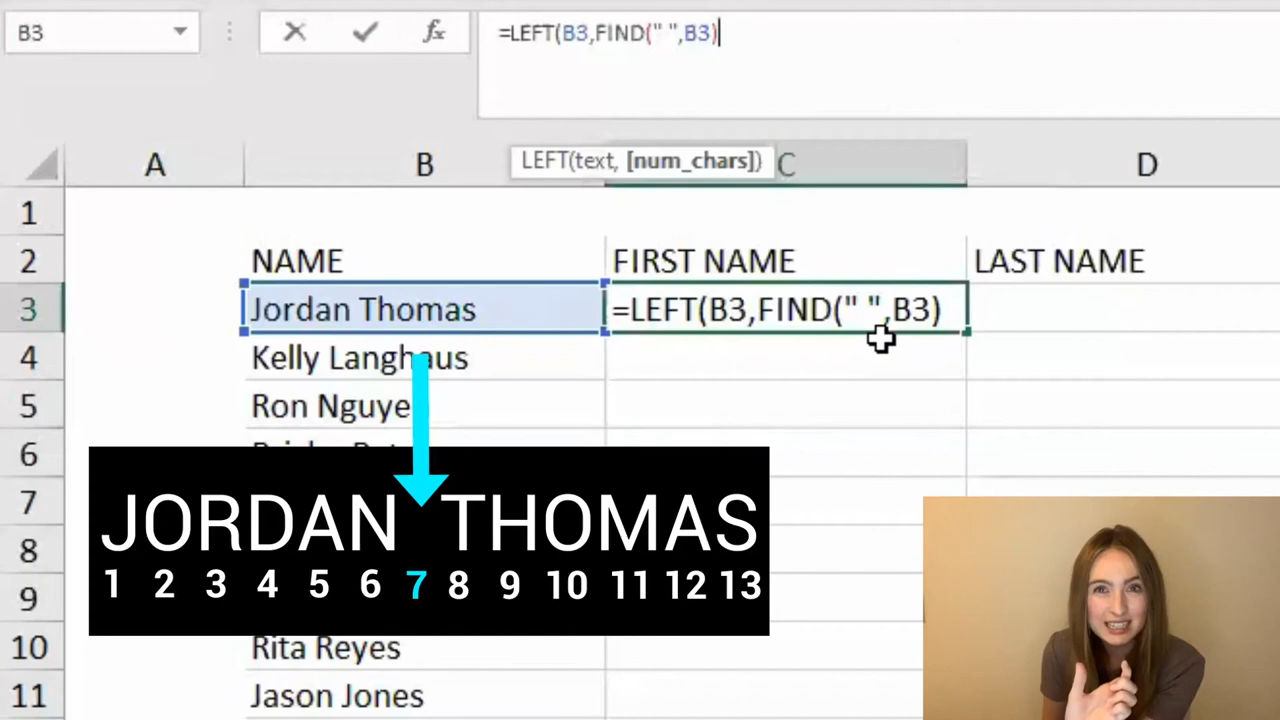 B3 fx =LEFT(B3,FIND(" ",B3)
A B LEFT(text, [num_chars]) C D
1
2 NAME FIRST NAME LAST NAME
3 Jordan Thomas =LEFT(B3,FIND(" ",B3)
4 Kelly Langhaus
5 Ron Nguye
6
7
JORDAN THOMAS
8
1 2 3 4 5 6 7 8 9 10 11 12 13
9
10 Rita Reyes
11 Jason Jones